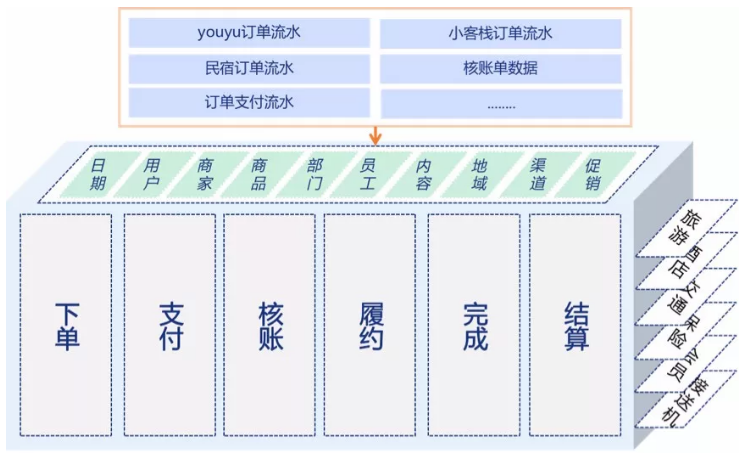 youyu订单流水
小客栈订单流水
民宿订单流水
核账单数据
订单支付流水
........
日期
用户
商家
商品
部门
员工
内容
地域
渠道
促销
下单
支付
核账
履约
完成
结算
旅游
酒店
交通
保险
会员
接送机